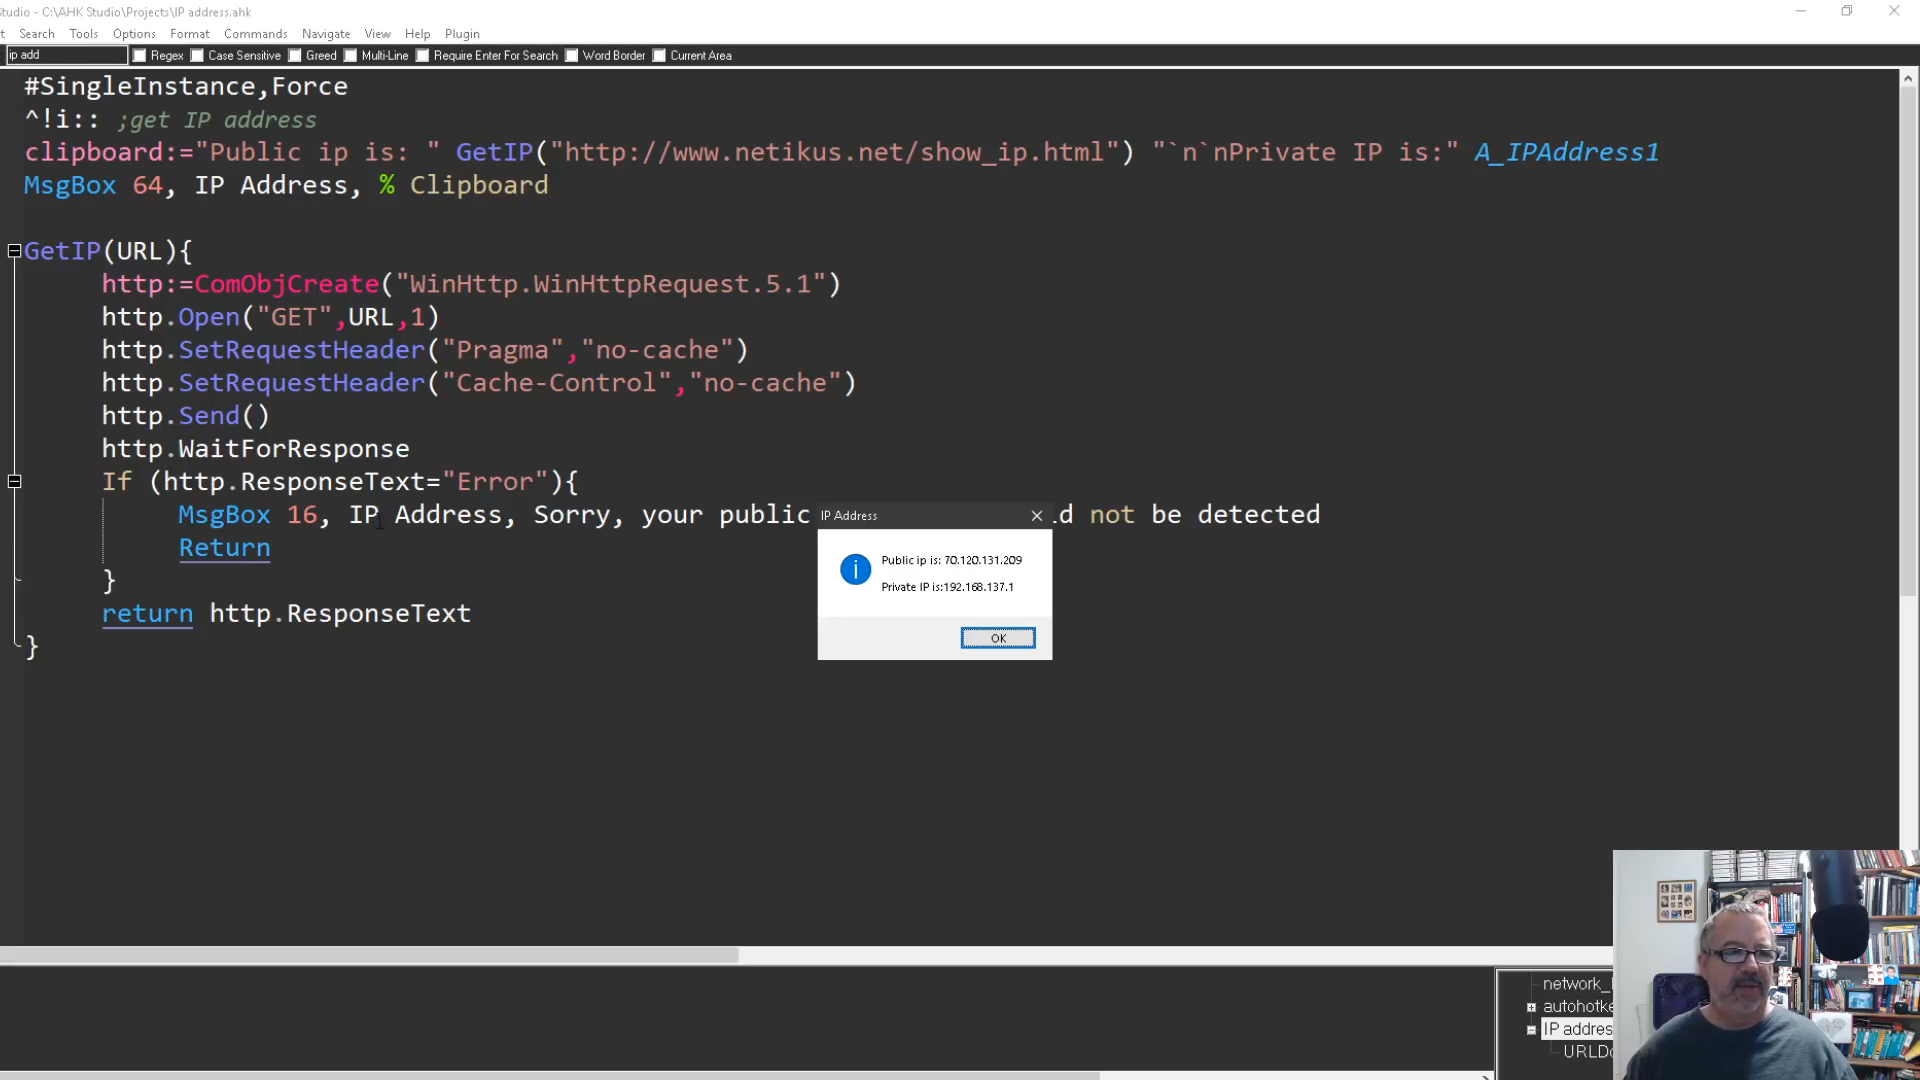 Studio - C:\AHK Studio\Projects\IP address.ahk
t Search Tools Options Format Commands Navigate View Help Plugin
ip add Regex Case Sensitive Greed Multi-Line Require Enter For Search Word Border Current Area
#SingleInstance,Force
^!i:: ;get IP address
clipboard:="Public ip is: " GetIP("http://www.netikus.net/show_ip.html") "`n`nPrivate IP is:" A_IPAddress1
MsgBox 64, IP Address, % Clipboard
GetIP(URL){
http:=ComObjCreate("WinHttp.WinHttpRequest.5.1")
http.Open("GET",URL,1)
http.SetRequestHeader("Pragma","no-cache")
http.SetRequestHeader("Cache-Control","no-cache")
http.Send()
http.WaitForResponse
If (http.ResponseText="Error"){
MsgBox 16, IP Address, Sorry, your public d not be detected
Return
}
return http.ResponseText
}
IP Address
Public ip is: 70.120.131.209
Private IP is:192.168.137.1
OK
network_
autohotke
IP addres
URLDo